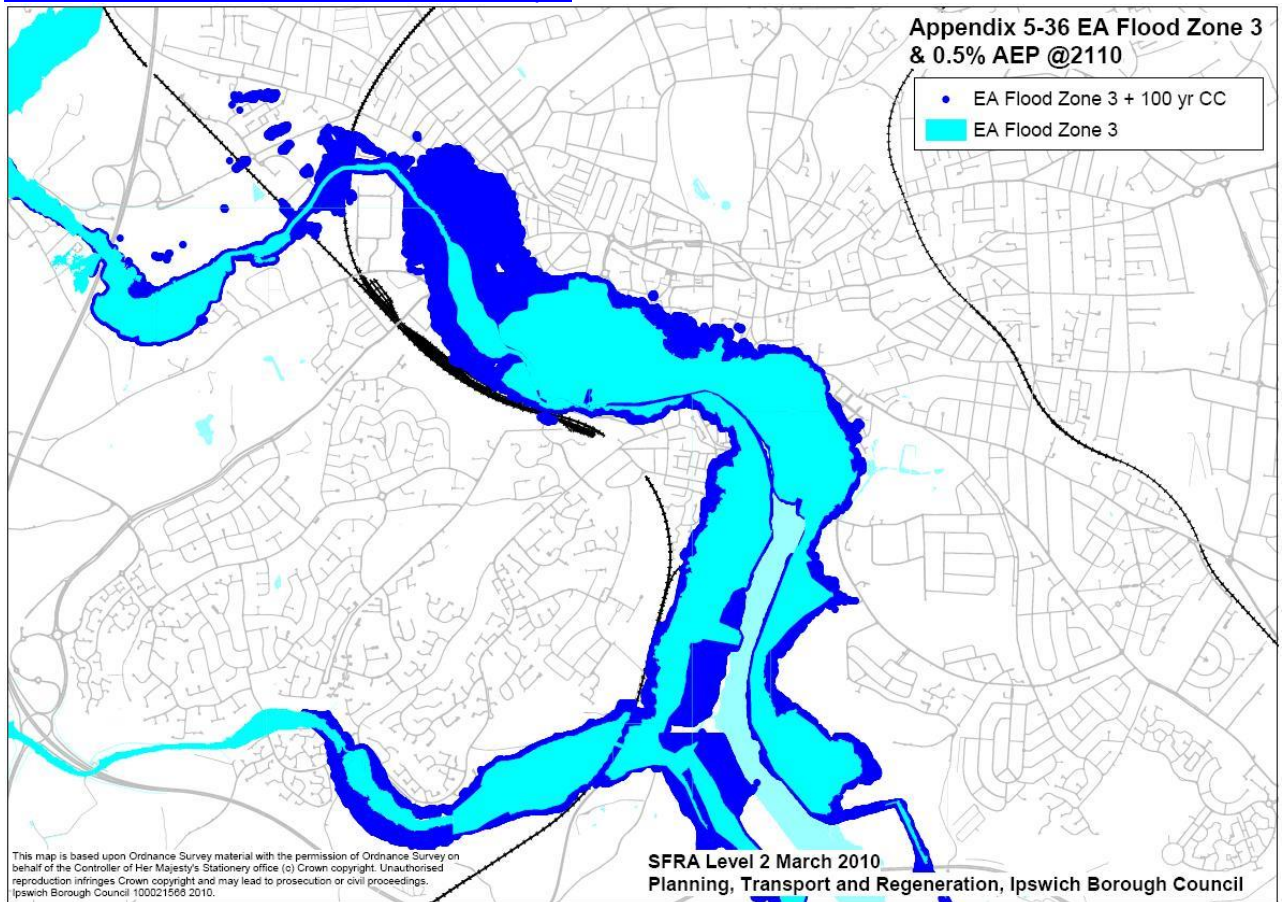 Appendix 5-36 EA Flood Zone 3
& 0.5% AEP @2110
EA Flood Zone 3 + 100 yr CC
EA Flood Zone 3
This map is based upon Ordnance Survey material with the permission of Ordnance Survey on
behalf of the Controller of Her Majesty's Stationery office (c) Crown copyright. Unauthorised
reproduction infringes Crown copyright and may lead to prosecution or civil proceedings.
Ipswich Borough Council 100021566 2010.
SFRA Level 2 March 2010
Planning, Transport and Regeneration, Ipswich Borough Council